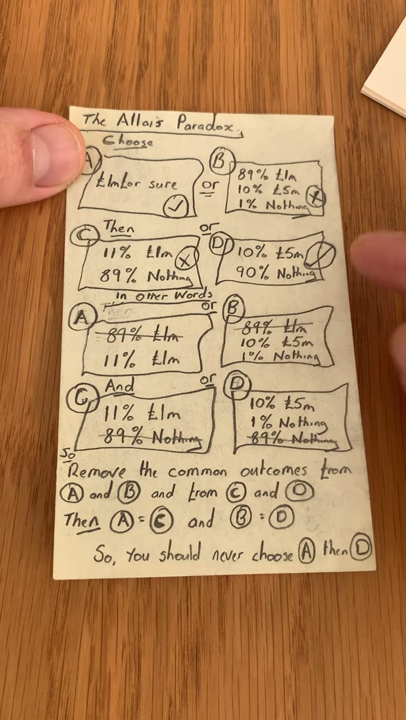 The Allais Paradox,
Choose
A
£1m for sure
or
B
89% £1m
10% £5m
1% Nothing
Then
or
C
11% £1m
89% Nothing
D
10% £5m
90% Nothing
In other Words
or
A
89% £1m
11% £1m
B
89% £1m
10% £5m
1% Nothing
And
or
C
11% £1m
89% Nothing
D
10% £5m
1% Nothing
89% Nothing
So
Remove the common outcomes from
A and B and from C and D
Then A = C and B = D
So, You should never choose A then D